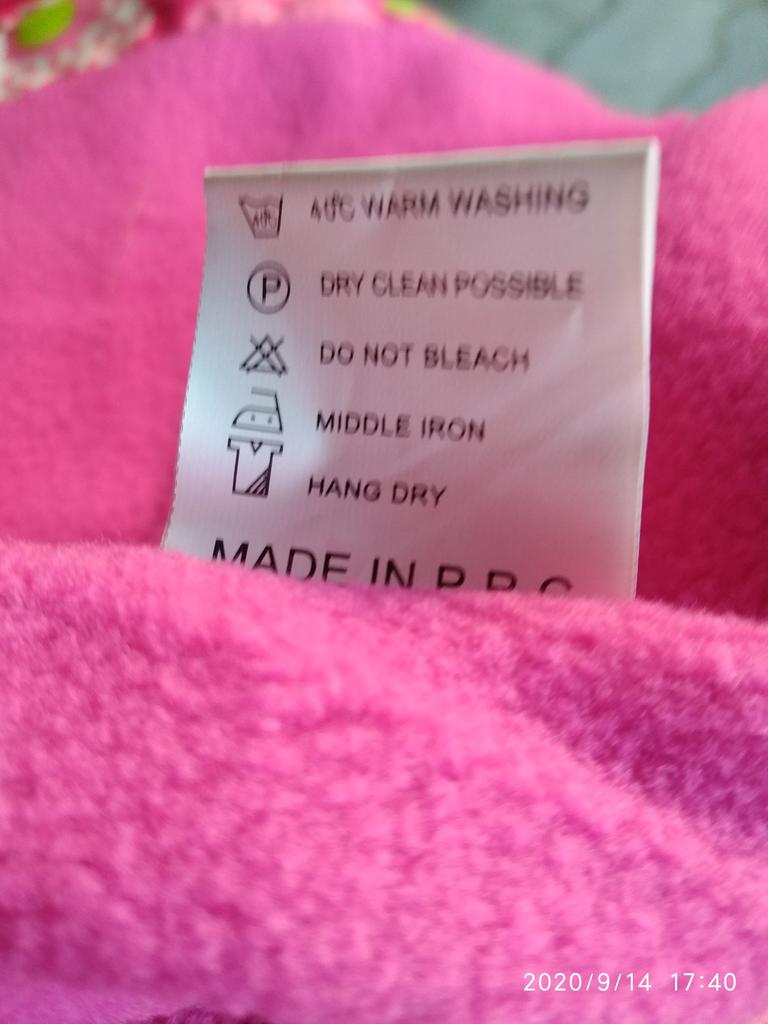 40°C 40°C WARM WASHING
P DRY CLEAN POSSIBLE
DO NOT BLEACH
MIDDLE IRON
HANG DRY
MADE IN P.R.C
2020/9/14 17:40